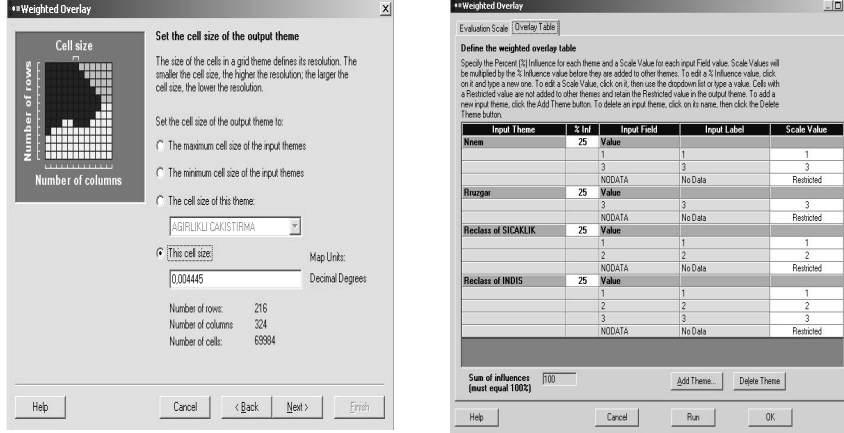 Weighted Overlay
Set the cell size of the output theme
Cell size
Number of rows
Number of columns
The size of the cells in a grid theme defines its resolution. The
smaller the cell size, the higher the resolution; the larger the
cell size, the lower the resolution.
Set the cell size of the output theme to:
The maximum cell size of the input themes
The minimum cell size of the input themes
The cell size of this theme:
AGIRLIKLI CAKISTIRMA
This cell size:
Map Units:
0,004445
Decimal Degrees
Number of rows: 216
Number of columns 324
Number of cells: 69984
Help Cancel < Back Next > Finish
Weighted Overlay
Evaluation Scale Overlay Table
Define the weighted overlay table
Specify the Percent (%) Influence for each theme and a Scale Value for each input Field value. Scale Values will
be multiplied by the % Influence value before they are added to other themes. To edit a % Influence value, click
on it and type a new one. To edit a Scale Value, click on it, then use the dropdown list or type a value. Cells with
a Restricted value are not added to other themes and retain the Restricted value in the output theme. To add a
new input theme, click the Add Theme button. To delete an input theme, click on its name, then click the Delete
Theme button.
Input Theme % Inf Input Field Input Label Scale Value
Nnem 25 Value
1 1 1
3 3 3
NODATA No Data Restricted
Rruzgar 25 Value
3 3 3
NODATA No Data Restricted
Reclass of SICAKLIK 25 Value
1 1 1
2 2 2
NODATA No Data Restricted
Reclass of INDIS 25 Value
1 1 1
2 2 2
3 3 3
NODATA No Data Restricted
Sum of influences 100
(must equal 100%)
Add Theme... Delete Theme
Help Cancel Run OK